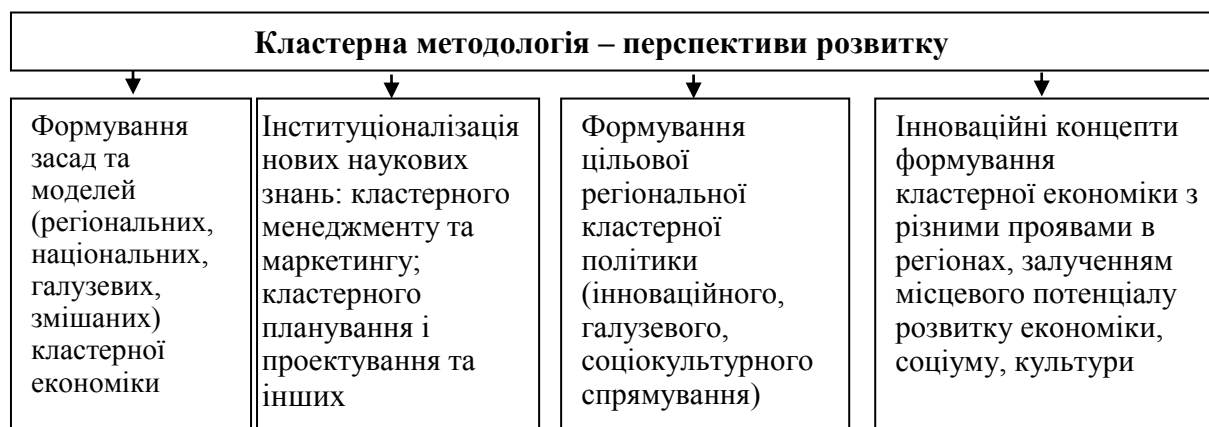 Кластерна методологія – перспективи розвитку
Формування
засад та
моделей
(регіональних,
національних,
галузевих,
змішаних)
кластерної
економіки
Інституціоналізація
нових наукових
знань: кластерного
менеджменту та
маркетингу;
кластерного
планування і
проектування та
інших
Формування
цільової
регіональної
кластерної
політики
(інноваційного,
галузевого,
соціокультурного
спрямування)
Інноваційні концепти
формування
кластерної економіки з
різними проявами в
регіонах, залученням
місцевого потенціалу
розвитку економіки,
соціуму, культури